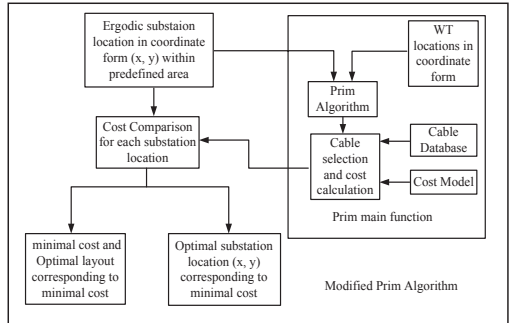 Ergodic substaion
location in coordinate
form (x, y) within
predefined area
WT
locations in
coordinate
form
Prim
Algorithm
Cost Comparison
for each substation
location
Cable
selection
and cost
calculation
Cable
Database
Cost Model
Prim main function
minimal cost and
Optimal layout
corresponding to
minimal cost
Optimal substation
location (x, y)
corresponding to
minimal cost
Modified Prim Algorithm